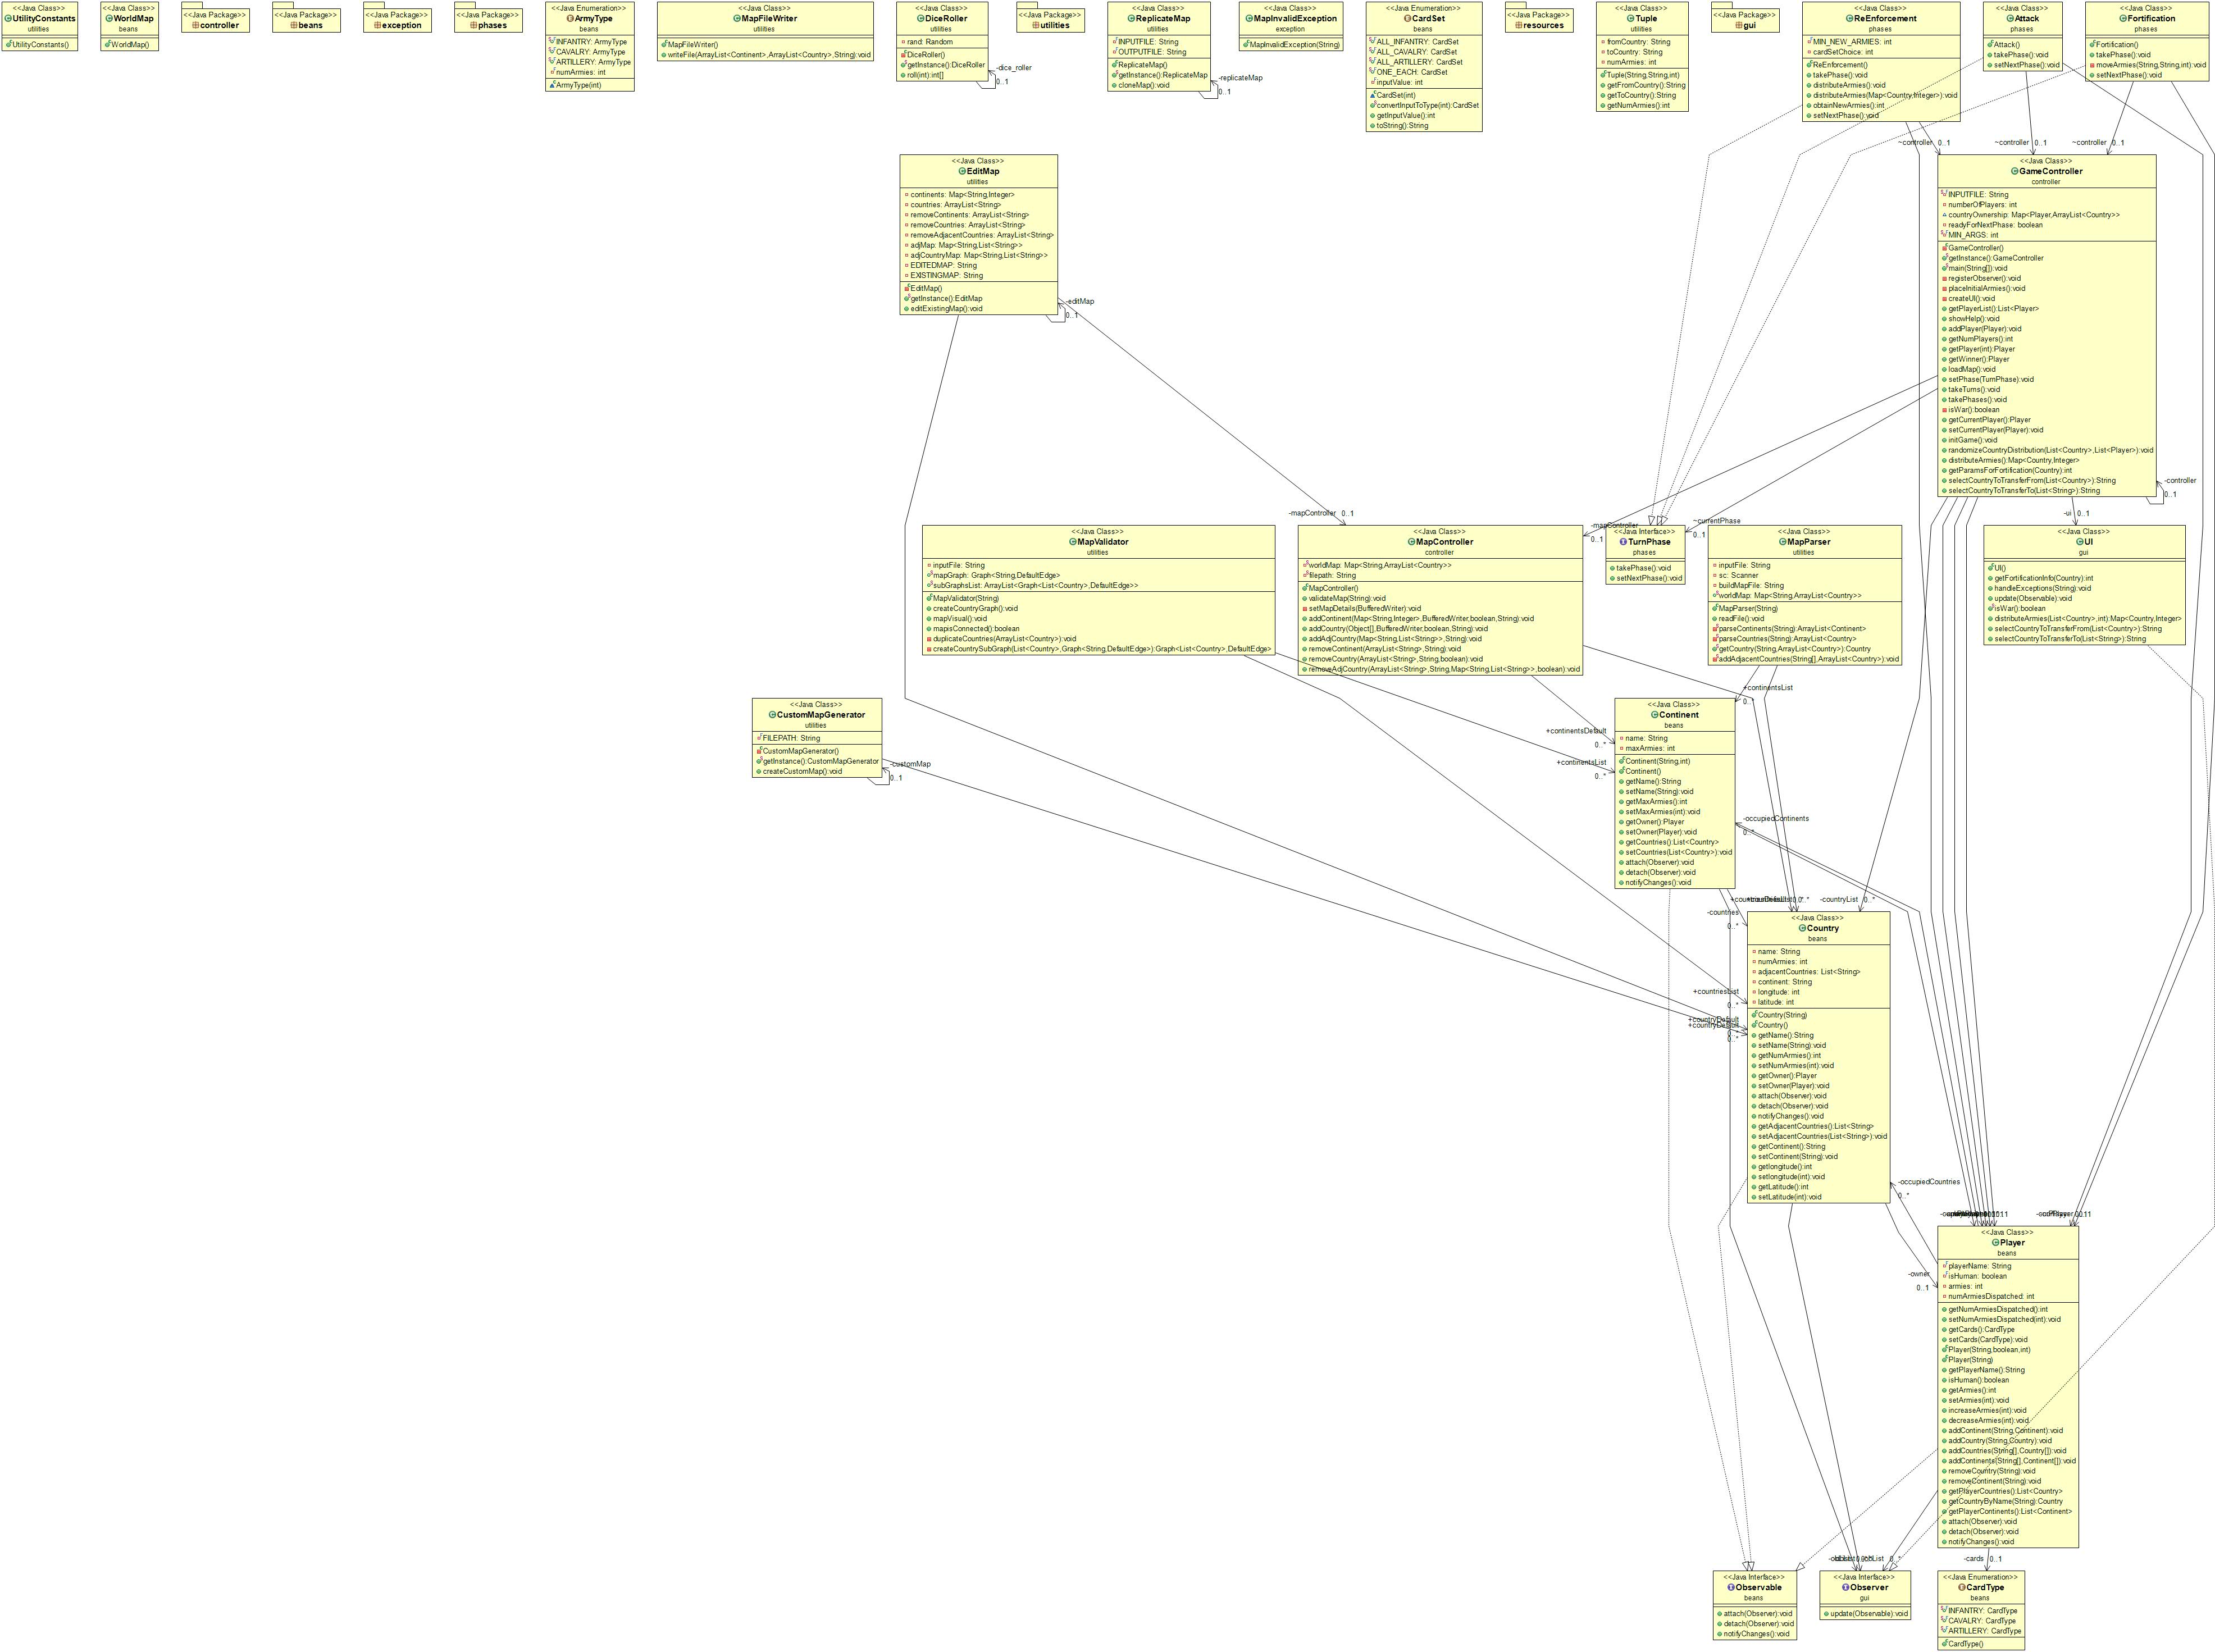 <<Java Class>>
UtilityConstants
utilities
UtilityConstants()
<<Java Class>>
WorldMap
beans
WorldMap()
<<Java Package>>
controller
<<Java Package>>
beans
<<Java Package>>
exception
<<Java Package>>
phases
<<Java Enumeration>>
ArmyType
beans
INFANTRY: ArmyType
CAVALRY: ArmyType
ARTILLERY: ArmyType
numArmies: int
ArmyType(int)
<<Java Class>>
MapFileWriter
utilities
MapFileWriter()
writeFile(ArrayList<Continent>,ArrayList<Country>,String):void
<<Java Class>>
DiceRoller
utilities
rand: Random
DiceRoller()
getInstance():DiceRoller
roll(int):int[]
-dice_roller
0..1
<<Java Package>>
utilities
<<Java Class>>
ReplicateMap
utilities
INPUTFILE: String
OUTPUTFILE: String
ReplicateMap()
getInstance():ReplicateMap
cloneMap():void
-replicateMap
0..1
<<Java Class>>
MapInvalidException
exception
MapInvalidException(String)
<<Java Enumeration>>
CardSet
beans
ALL_INFANTRY: CardSet
ALL_CAVALRY: CardSet
ALL_ARTILLERY: CardSet
ONE_EACH: CardSet
inputValue: int
CardSet(int)
convertInputToType(int):CardSet
getInputValue():int
toString():String
<<Java Package>>
resources
<<Java Class>>
Tuple
utilities
fromCountry: String
toCountry: String
numArmies: int
Tuple(String,String,int)
getFromCountry():String
getToCountry():String
getNumArmies():int
<<Java Package>>
gui
<<Java Class>>
ReEnforcement
phases
MIN_NEW_ARMIES: int
cardSetChoice: int
ReEnforcement()
takePhase():void
distributeArmies():void
distributeArmies(Map<Country,Integer>):void
obtainNewArmies():int
setNextPhase():void
<<Java Class>>
Attack
phases
Attack()
takePhase():void
setNextPhase():void
<<Java Class>>
Fortification
phases
Fortification()
takePhase():void
moveArmies(String,String,int):void
setNextPhase():void
~controller 0..1
~controller 0..1
~controller 0..1
<<Java Class>>
EditMap
utilities
continents: Map<String,Integer>
countries: ArrayList<String>
removeContinents: ArrayList<String>
removeCountries: ArrayList<String>
removeAdjacentCountries: ArrayList<String>
adjMap: Map<String,List<String>>
adjCountryMap: Map<String,List<String>>
EDITEDMAP: String
EXISTINGMAP: String
EditMap()
getInstance():EditMap
editExistingMap():void
-editMap
0..1
<<Java Class>>
GameController
controller
INPUTFILE: String
numberOfPlayers: int
countryOwnership: Map<Player,ArrayList<Country>>
readyForNextPhase: boolean
MIN_ARGS: int
GameController()
getInstance():GameController
main(String[]):void
registerObserver():void
placeInitialArmies():void
createUI():void
getPlayerList():List<Player>
showHelp():void
addPlayer(Player):void
getNumPlayers():int
getPlayer(int):Player
getWinner():Player
loadMap():void
setPhase(TurnPhase):void
takeTurns():void
takePhases():void
isWar():boolean
getCurrentPlayer():Player
setCurrentPlayer(Player):void
initGame():void
randomizeCountryDistribution(List<Country>,List<Player>):void
distributeArmies():Map<Country,Integer>
getParamsForFortification(Country):int
selectCountryToTransferFrom(List<Country>):String
selectCountryToTransferTo(List<String>):String
-controller
0..1
-mapController 0..1
-mapController
0..1
~currentPhase
0..1
-ui 0..1
<<Java Class>>
MapValidator
utilities
inputFile: String
mapGraph: Graph<String,DefaultEdge>
subGraphsList: ArrayList<Graph<List<Country>,DefaultEdge>>
MapValidator(String)
createCountryGraph():void
mapVisual():void
mapisConnected():boolean
duplicateCountries(ArrayList<Country>):void
createCountrySubGraph(List<Country>,Graph<String,DefaultEdge):Graph<List<Country>,DefaultEdge>
<<Java Class>>
MapController
controller
worldMap: Map<String,ArrayList<Country>>
filepath: String
MapController()
validateMap(String):void
setMapDetails(BufferedWriter):void
addContinent(Map<String,Integer>,BufferedWriter,boolean,String):void
addCountry(Object[],BufferedWriter,boolean,String):void
addAdjCountry(Map<String,List<String>>,String):void
removeContinent(ArrayList<String>,String):void
removeCountry(ArrayList<String>,String,boolean):void
removeAdjCountry(ArrayList<String>,String,Map<String,List<String>>,boolean):void
<<Java Interface>>
TurnPhase
phases
takePhase():void
setNextPhase():void
<<Java Class>>
MapParser
utilities
inputFile: String
sc: Scanner
buildMapFile: String
worldMap: Map<String,ArrayList<Country>>
MapParser(String)
readFile():void
parseContinents(String):ArrayList<Continent>
parseCountries(String):ArrayList<Country>
getCountry(String,ArrayList<Country>):Country
addAdjacentCountries(String[],ArrayList<Country>):void
<<Java Class>>
UI
gui
UI()
getFortificationInfo(Country):int
handleExceptions(String):void
update(Observable):void
isWar():boolean
distributeArmies(List<Country>,int):Map<Country,Integer>
selectCountryToTransferFrom(List<Country>):String
selectCountryToTransferTo(List<String>):String
<<Java Class>>
CustomMapGenerator
utilities
FILEPATH: String
CustomMapGenerator()
getInstance():CustomMapGenerator
createCustomMap():void
-customMap
0..1
+continentsList
0..*
+continentsDefault
0..*
+continentsList
0..*
<<Java Class>>
Continent
beans
name: String
maxArmies: int
Continent(String,int)
Continent()
getName():String
setName(String):void
getMaxArmies():int
setMaxArmies(int):void
getOwner():Player
setOwner(Player):void
getCountries():List<Country>
setCountries(List<Country>):void
attach(Observer):void
detach(Observer):void
notifyChanges():void
-occupiedContinents
0..*
-countryList 0..*
-countries
0..*
<<Java Class>>
Country
beans
name: String
numArmies: int
adjacentCountries: List<String>
continent: String
longitude: int
latitude: int
Country(String)
Country()
getName():String
setName(String):void
getNumArmies():int
setNumArmies(int):void
getOwner():Player
setOwner(Player):void
attach(Observer):void
detach(Observer):void
notifyChanges():void
getAdjacentCountries():List<String>
setAdjacentCountries(List<String>):void
getContinent():String
setContinent(String):void
getlongitude():int
setlongitude(int):void
getLatitude():int
setLatitude(int):void
+countriesList
0..*
+countryDefault
+countryDefault
0..*
-occupiedCountries
0..*
-owner
0..1
<<Java Class>>
Player
beans
playerName: String
isHuman: boolean
armies: int
numArmiesDispatched: int
getNumArmiesDispatched():int
setNumArmiesDispatched(int):void
getCards():CardType
setCards(CardType):void
Player(String,boolean,int)
Player(String)
getPlayerName():String
isHuman():boolean
getArmies():int
setArmies(int):void
increaseArmies(int):void
decreaseArmies(int):void
addContinent(String,Continent):void
addCountry(String,Country):void
addCountries(String[],Country[]):void
addContinents(String[],Continent[]):void
removeCountry(String):void
removeContinent(String):void
getPlayerCountries():List<Country>
getCountryByName(String):Country
getPlayerContinents():List<Continent>
attach(Observer):void
detach(Observer):void
notifyChanges():void
-cards 0..1
<<Java Interface>>
Observable
beans
attach(Observer):void
detach(Observer):void
notifyChanges():void
<<Java Interface>>
Observer
gui
update(Observable):void
<<Java Enumeration>>
CardType
beans
INFANTRY: CardType
CAVALRY: CardType
ARTILLERY: CardType
CardType()